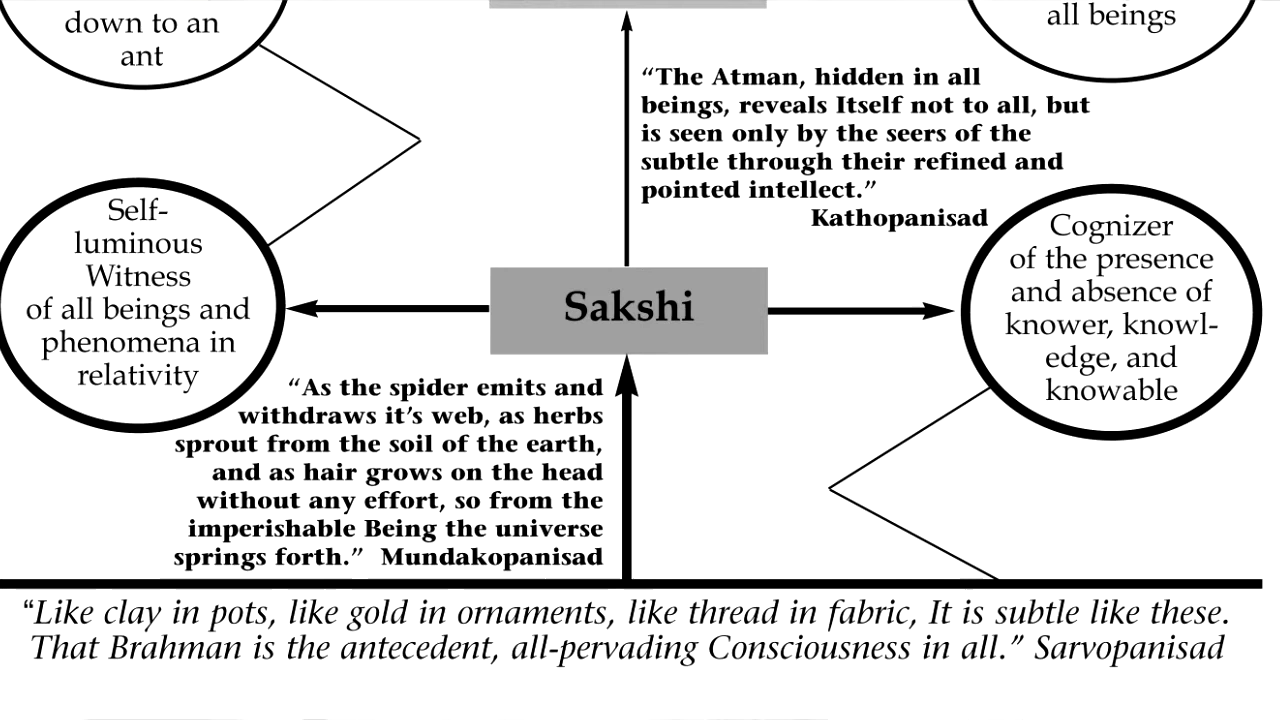 down to an
ant
all beings
“The Atman, hidden in all
beings, reveals Itself not to all, but
is seen only by the seers of the
subtle through their refined and
pointed intellect.”
Kathopanisad
Self-
luminous
Witness
of all beings and
phenomena in
relativity
Sakshi
Cognizer
of the presence
and absence of
knower, knowl-
edge, and
knowable
“As the spider emits and
withdraws it’s web, as herbs
sprout from the soil of the earth,
and as hair grows on the head
without any effort, so from the
imperishable Being the universe
springs forth.” Mundakopanisad
“Like clay in pots, like gold in ornaments, like thread in fabric, It is subtle like these.
That Brahman is the antecedent, all-pervading Consciousness in all.” Sarvopanisad